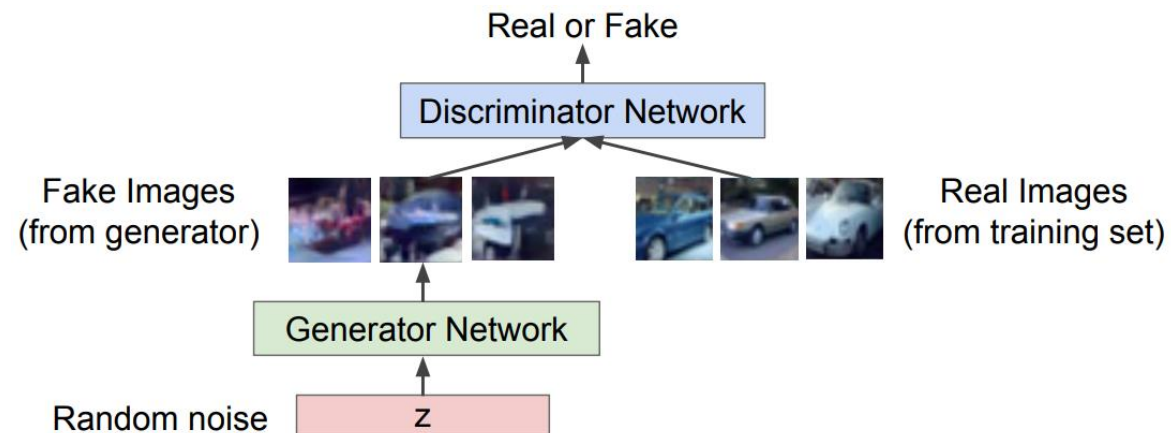 Real or Fake
Discriminator Network
Fake Images
(from generator)
Real Images
(from training set)
Generator Network
Random noise
z